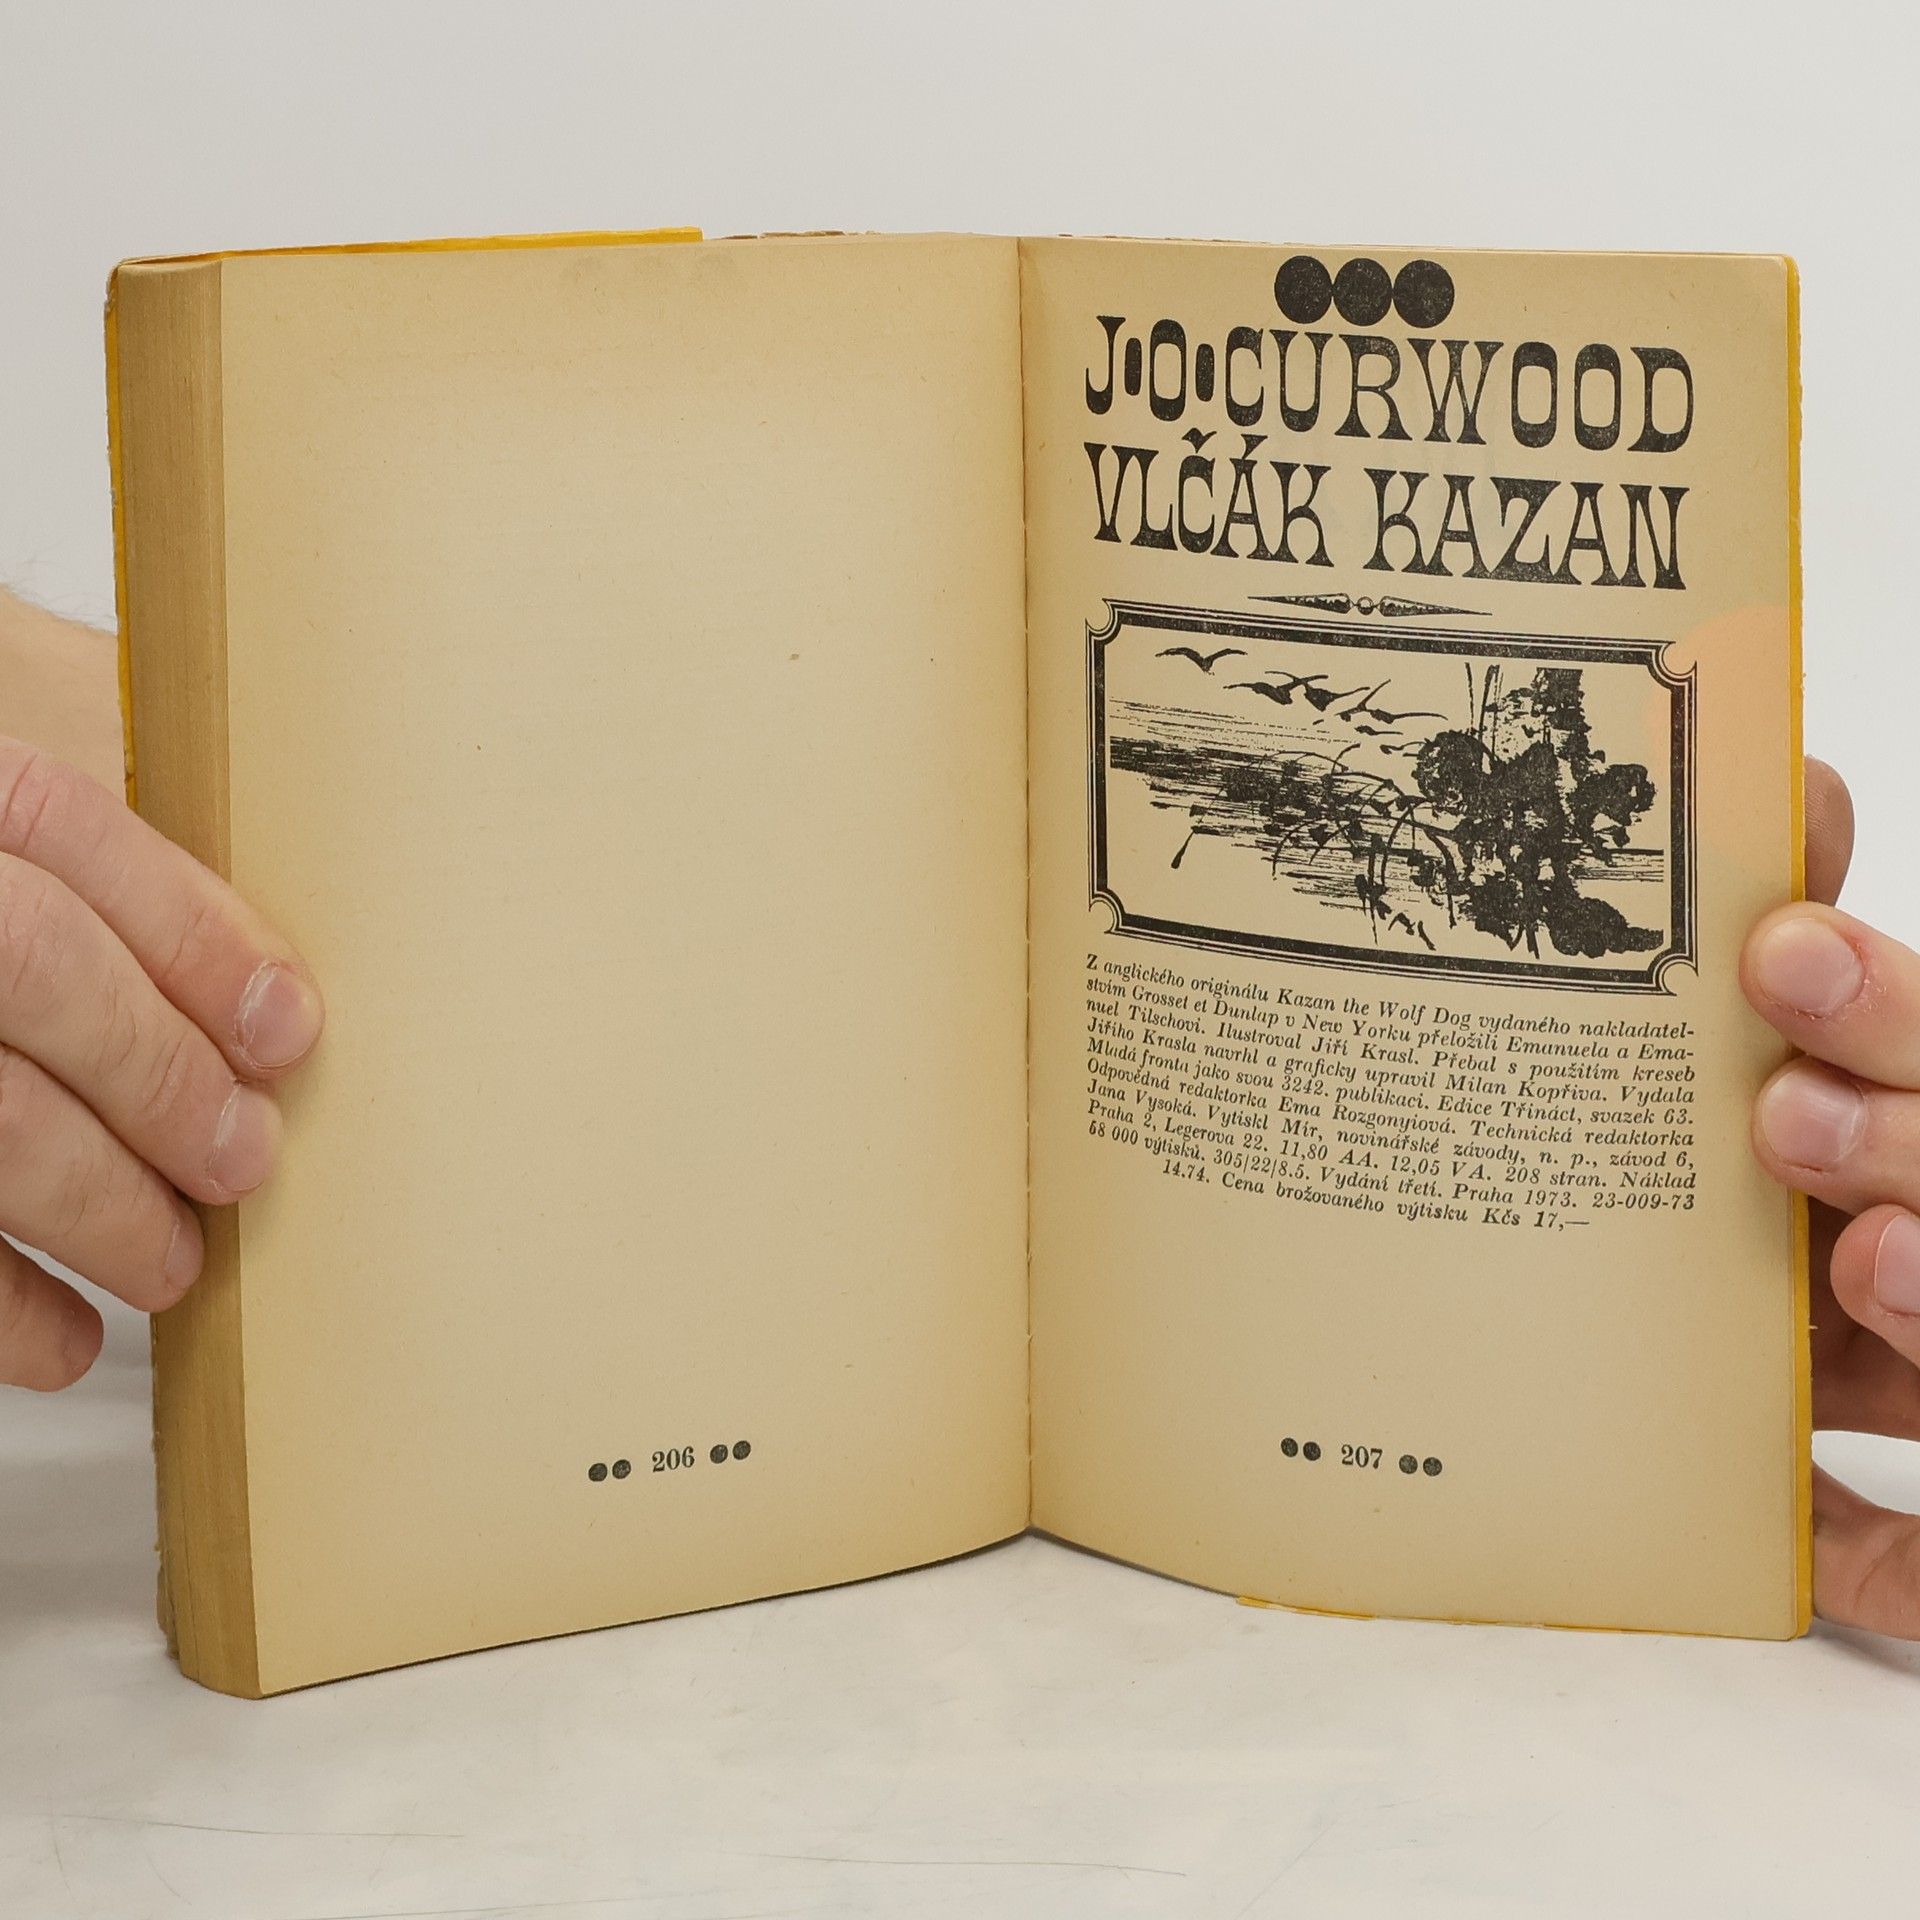 J•O•CURWOOD
VLČÁK KAZAN
Z anglického originálu Kazan the Wolf Dog vydaného nakladatel-
stvím Grosset et Dunlap v New Yorku přeložili Emanuela a Ema-
nuel Tilschovi. Ilustroval Jiří Krasl. Přebal s použitím kreseb
Jiřího Krasla navrhl a graficky upravil Milan Kopřiva. Vydala
Mladá fronta jako svou 3242. publikaci. Edice Třináct, svazek 63.
Odpovědná redaktorka Ema Rozgonyiová. Technická redaktorka
Jana Vysoká. Vytiskl Mír, novinářské závody, n. p., závod 6,
Praha 2, Legerova 22. 11,80 AA. 12,05 VA. 208 stran. Náklad
68 000 výtisků. 305/22/8.5. Vydání třetí. Praha 1973. 23-009-73
14.74. Cena brožovaného výtisku Kčs 17,—
206
207